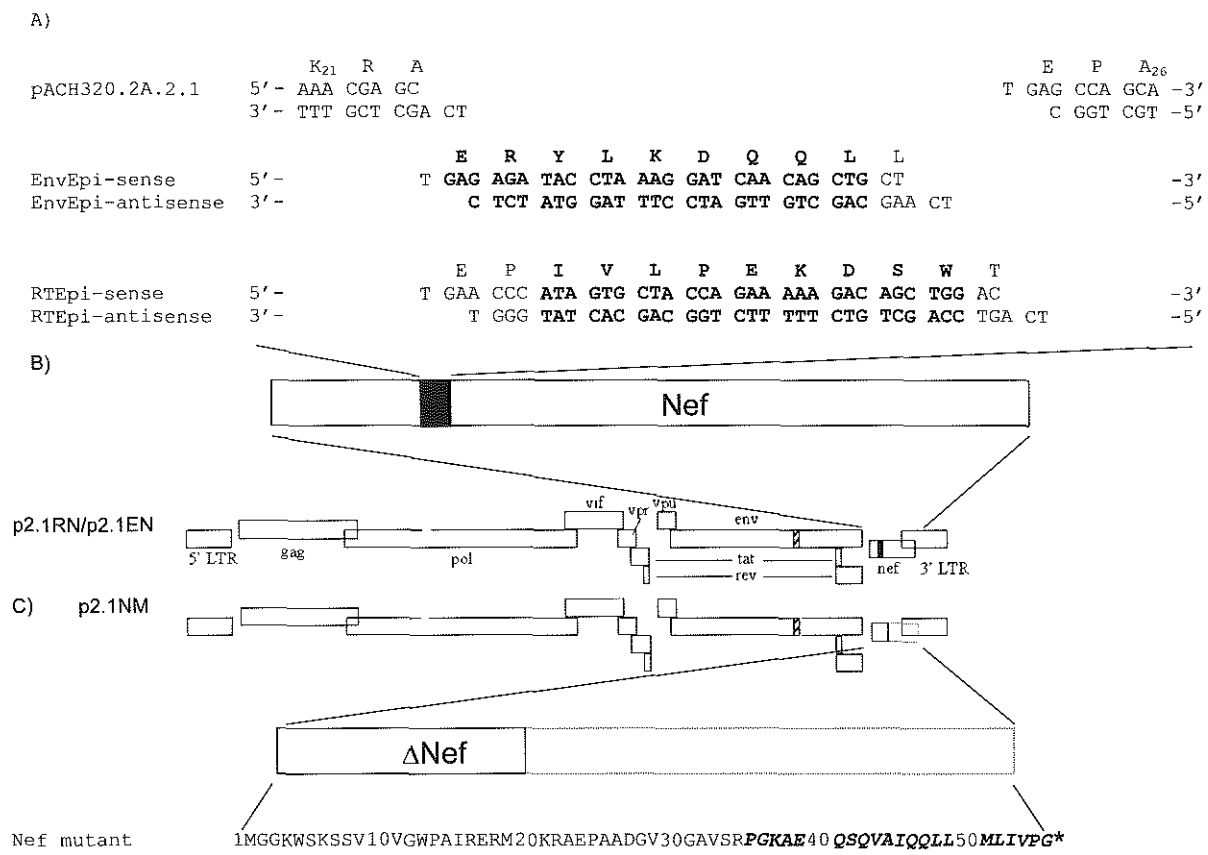 A)
K₂₁ R A E P A₂₆
pACH320.2A.2.1 5'- AAA CGA GC T GAG CCA GCA -3'
3'- TTT GCT CGA CT C GGT CGT -5'
E R Y L K D Q Q L L
EnvEpi-sense 5'- T GAG AGA TAC CTA AAG GAT CAA CAG CTG CT -3'
EnvEpi-antisense 3'- C TCT ATG GAT TTC CTA GTT GTC GAC GAA CT -5'
E P I V L P E K D S W T
RTEpi-sense 5'- T GAA CCC ATA GTG CTA CCA GAA AAA GAC AGC TGG AC -3'
RTEpi-antisense 3'- T GGG TAT CAC GAC GGT CTT TTT CTG TCG ACC TGA CT -5'
B)
Nef
p2.1RN/p2.1EN
vif
vpr
vpu
env
5' LTR
gag
pol
tat
rev
nef
3' LTR
C) p2.1NM
ΔNef
Nef mutant 1MGGKWSKSSV10VGWPAIRERM20KRAEPAADGV30GAVSRPGKAE40QSQVAIQQLL50MLIVPG*